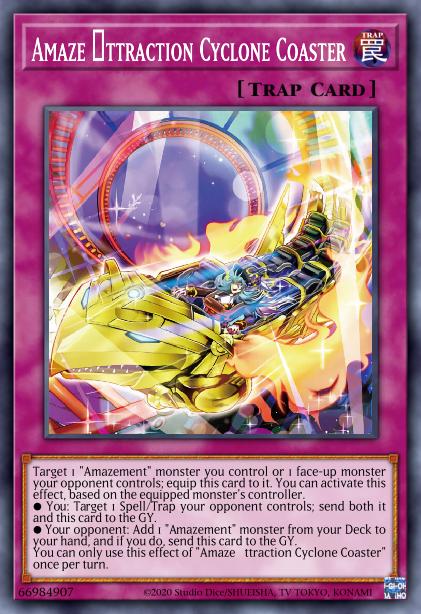 AMAZE ▯TTRACTION CYCLONE COASTER
TRAP
罠
[TRAP CARD]
Target 1 "Amazement" monster you control or 1 face-up monster
your opponent controls; equip this card to it. You can activate this
effect, based on the equipped monster's controller.
● You: Target 1 Spell/Trap your opponent controls; send both it
and this card to the GY.
● Your opponent: Add 1 "Amazement" monster from your Deck to
your hand, and if you do, send this card to the GY.
You can only use this effect of "Amaze ttraction Cyclone Coaster"
once per turn.
66984907
©2020 Studio Dice/SHUEISHA, TV TOKYO, KONAMI